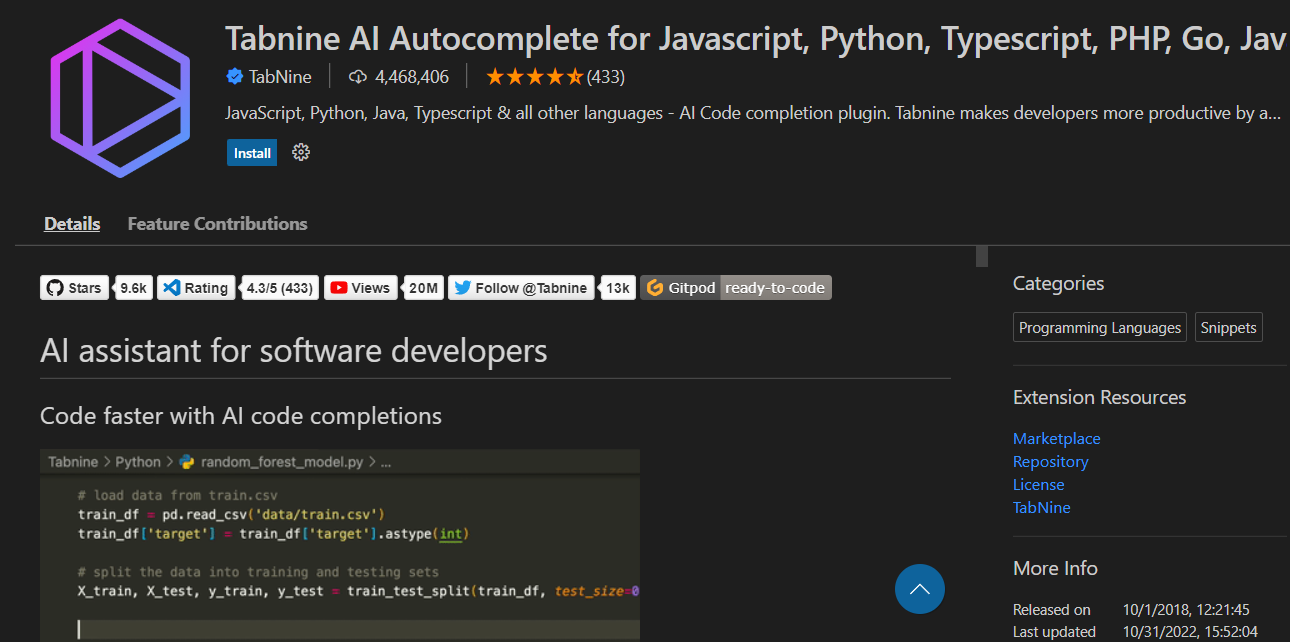 Tabnine AI Autocomplete for Javascript, Python, Typescript, PHP, Go, Jav
TabNine 4,468,406 (433)
JavaScript, Python, Java, Typescript & all other languages - AI Code completion plugin. Tabnine makes developers more productive by a...
Install
Details Feature Contributions
Stars 9.6k Rating 4.3/5 (433) Views 20M Follow @Tabnine 13k Gitpod ready-to-code
AI assistant for software developers
Code faster with AI code completions
Tabnine > Python > random_forest_model.py > ...
# load data from train.csv
train_df = pd.read_csv('data/train.csv')
train_df['target'] = train_df['target'].astype(int)
# split the data into training and testing sets
X_train, X_test, y_train, y_test = train_test_split(train_df, test_size=0
Categories
Programming Languages Snippets
Extension Resources
Marketplace
Repository
License
TabNine
More Info
Released on 10/1/2018, 12:21:45
Last updated 10/31/2022, 15:52:04